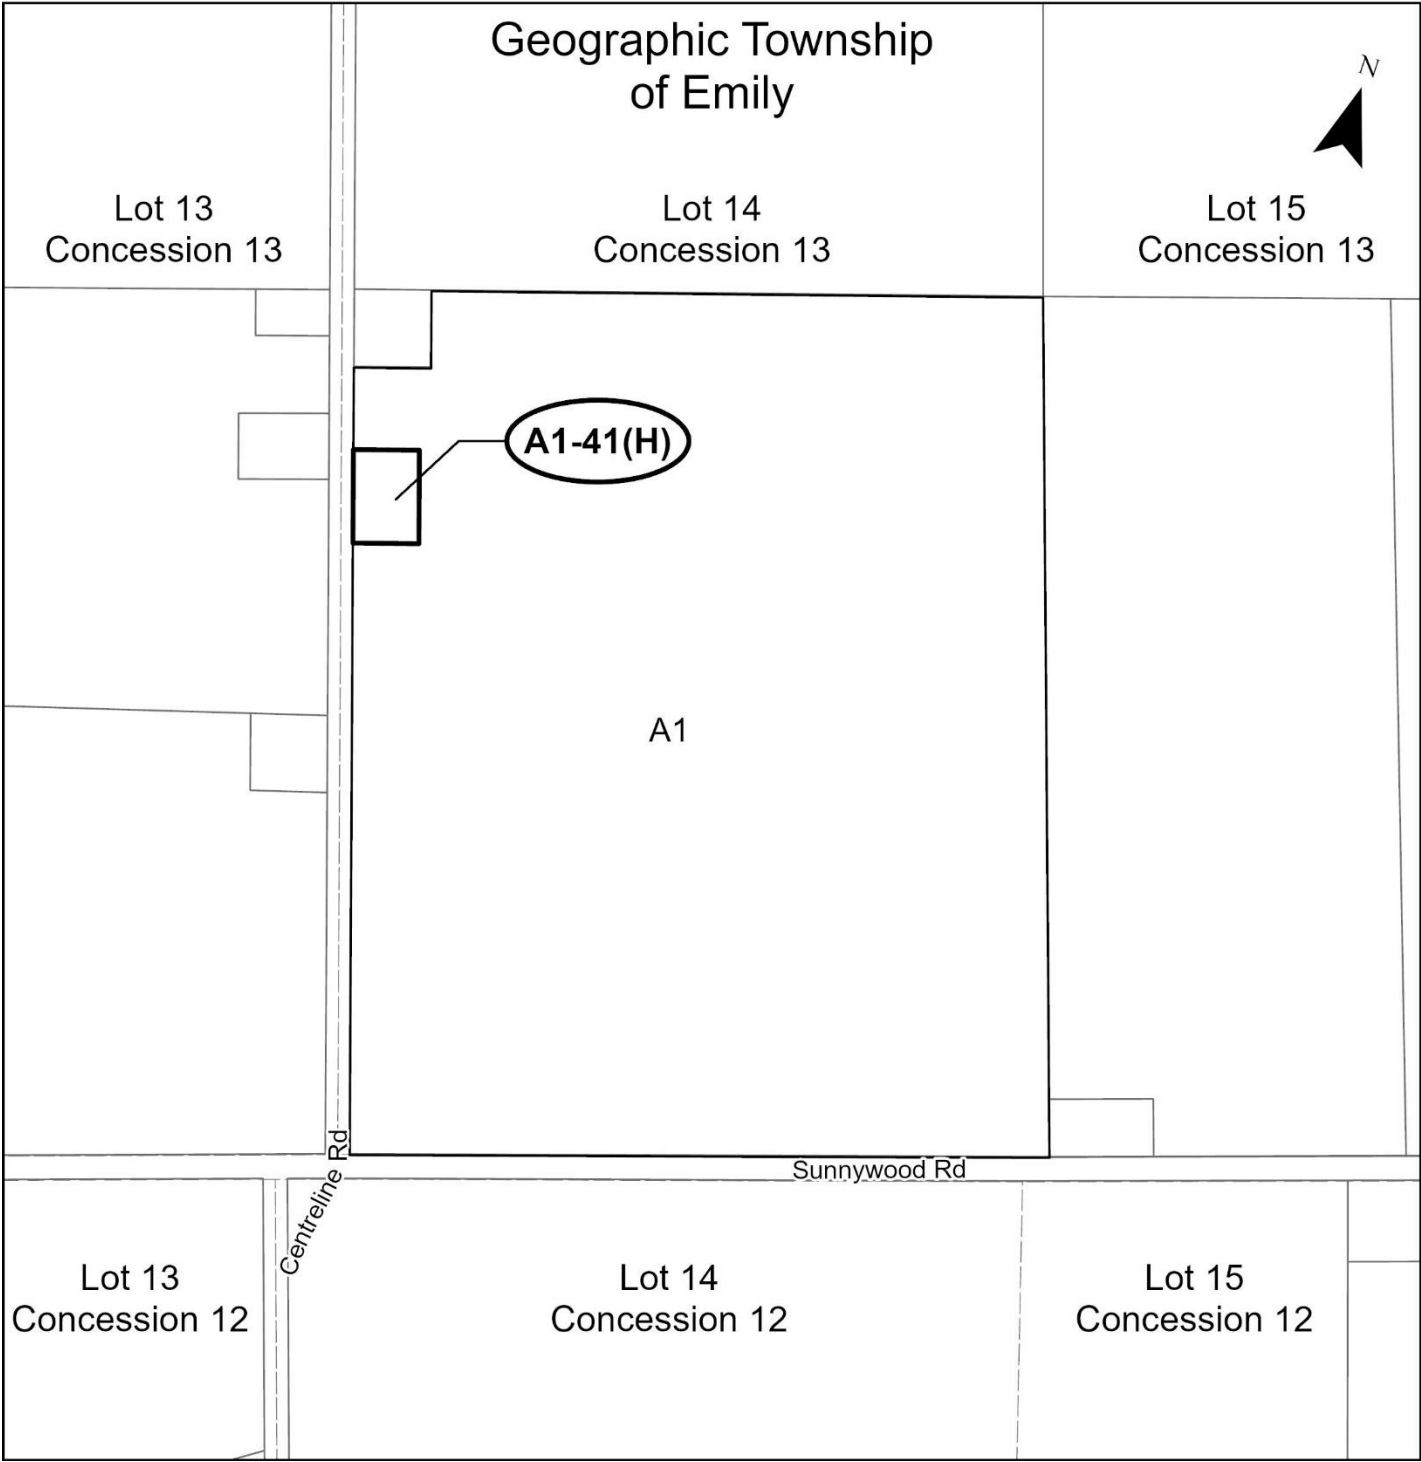 Geographic Township
of Emily
N
Lot 13
Concession 13
Lot 14
Concession 13
Lot 15
Concession 13
A1-41(H)
A1
Centreline Rd
Sunnywood Rd
Lot 13
Concession 12
Lot 14
Concession 12
Lot 15
Concession 12